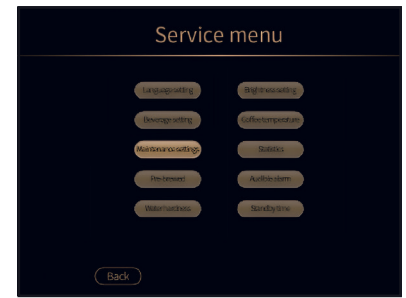 Service menu
Language setting
Brightness setting
Beverage setting
Coffee temperature
Maintenance settings
Statistics
Pre-brewed
Audible alarm
Water hardness
Standby time
Back